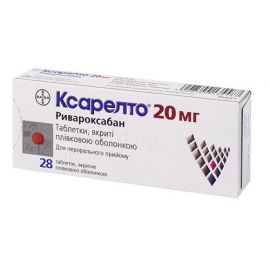 BAYER
Ксарелто® 20 мг
Ривароксабан
Таблетки, вкриті
плівковою оболонкою
Для перорального прийому
28 таблеток, вкритих
плівковою оболонкою